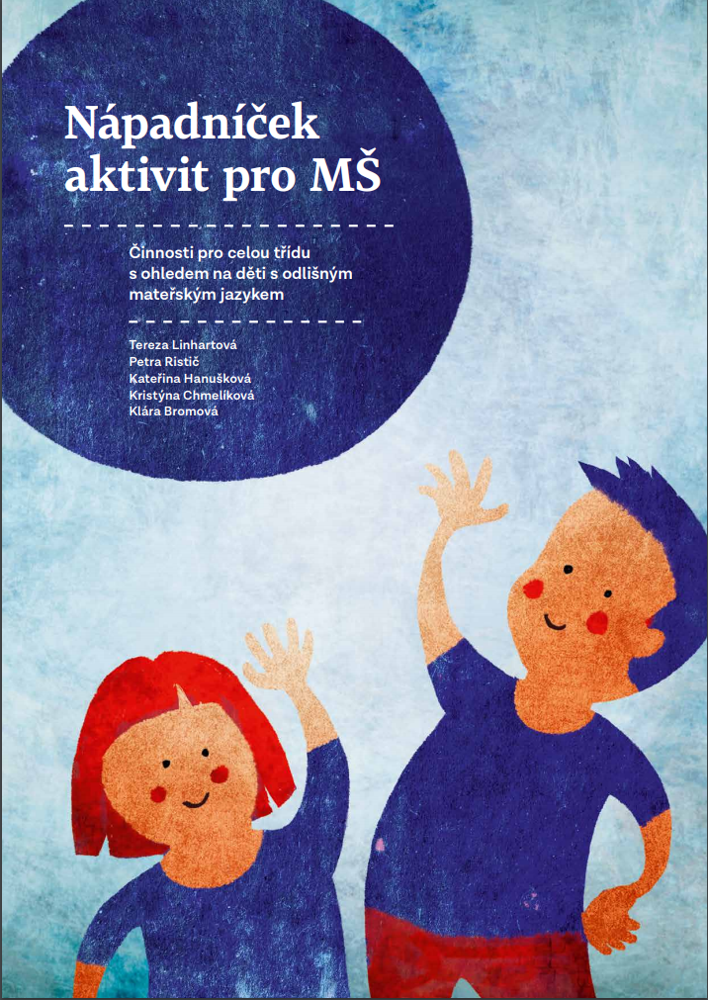 Nápadníček
aktivit pro MŠ
Činnosti pro celou třídu
s ohledem na děti s odlišným
mateřským jazykem
Tereza Linhartová
Petra Ristič
Kateřina Hanušková
Kristýna Chmelíková
Klára Bromová